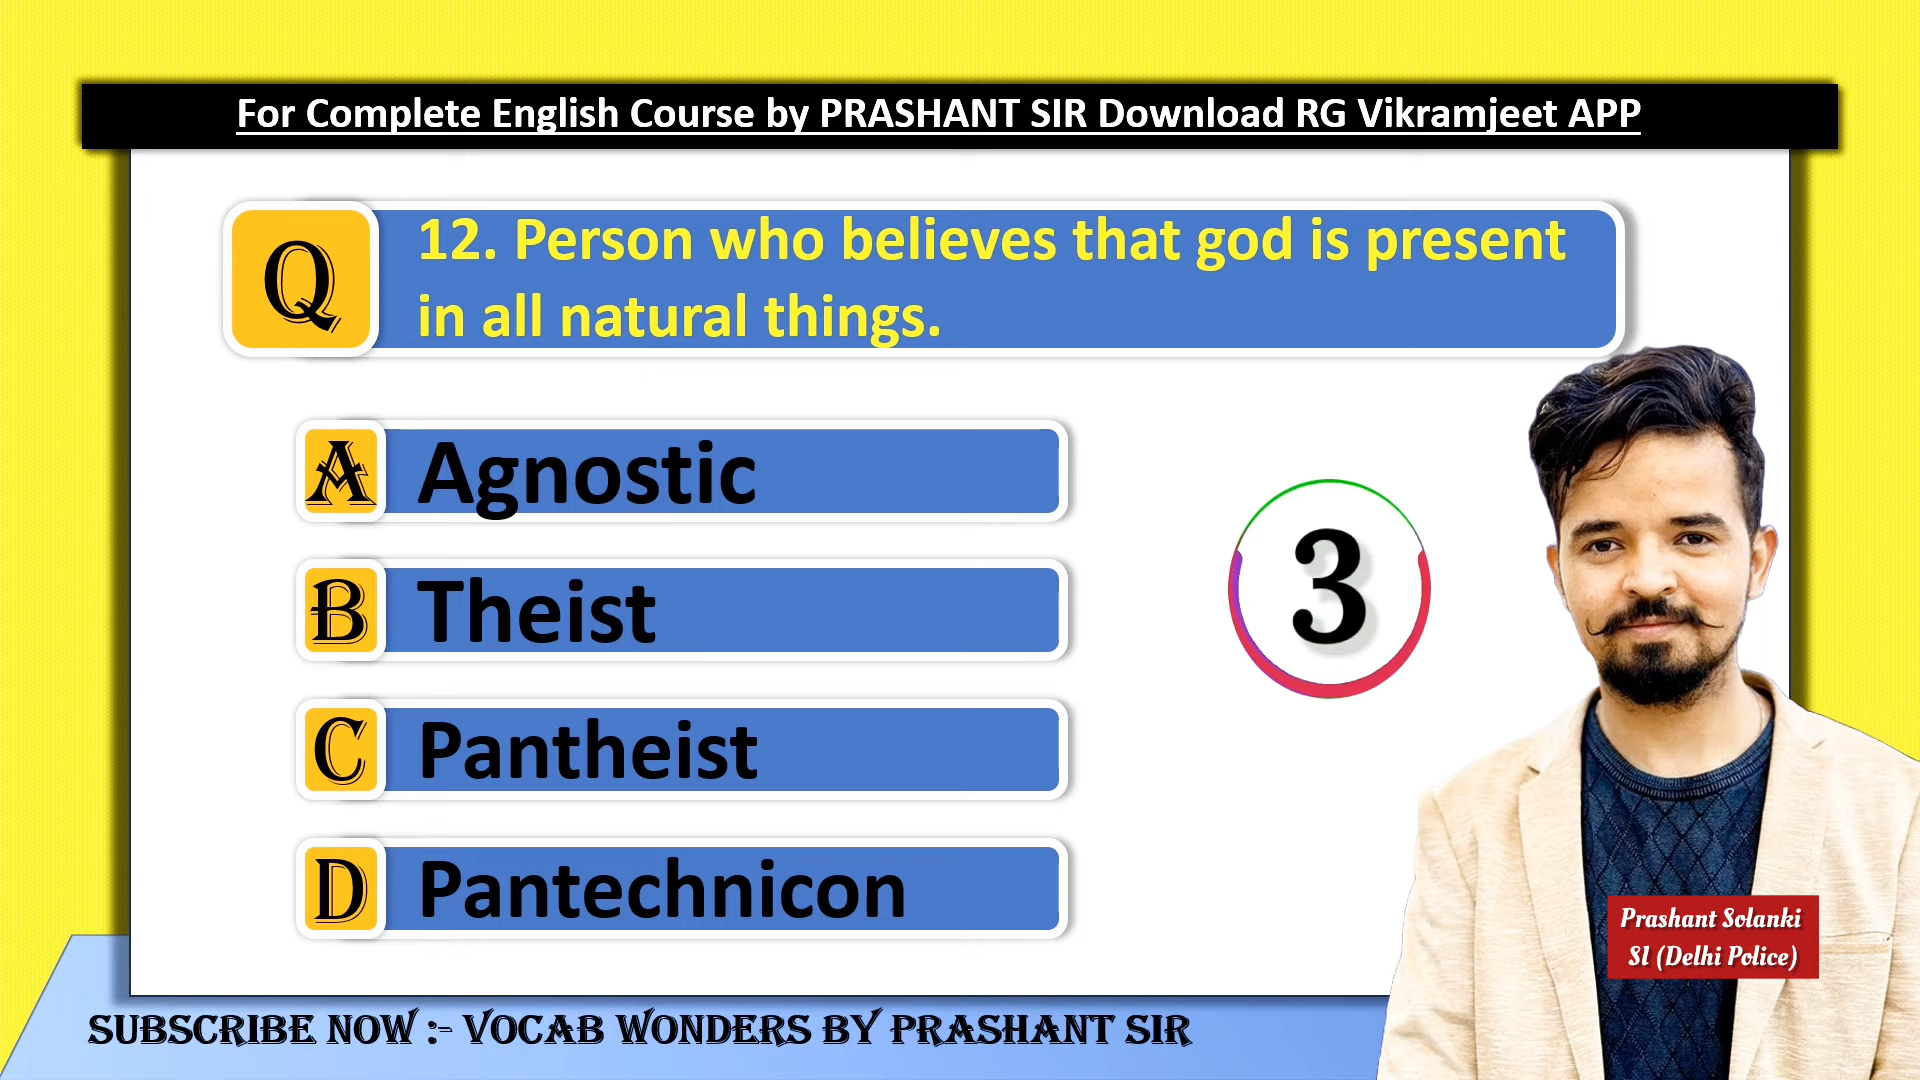 For Complete English Course by PRASHANT SIR Download RG Vikramjeet APP
Q
12. Person who believes that god is present
in all natural things.
A Agnostic
B Theist
C Pantheist
D Pantechnicon
3
Prashant Solanki
SI (Delhi Police)
SUBSCRIBE NOW :- VOCAB WONDERS BY PRASHANT SIR